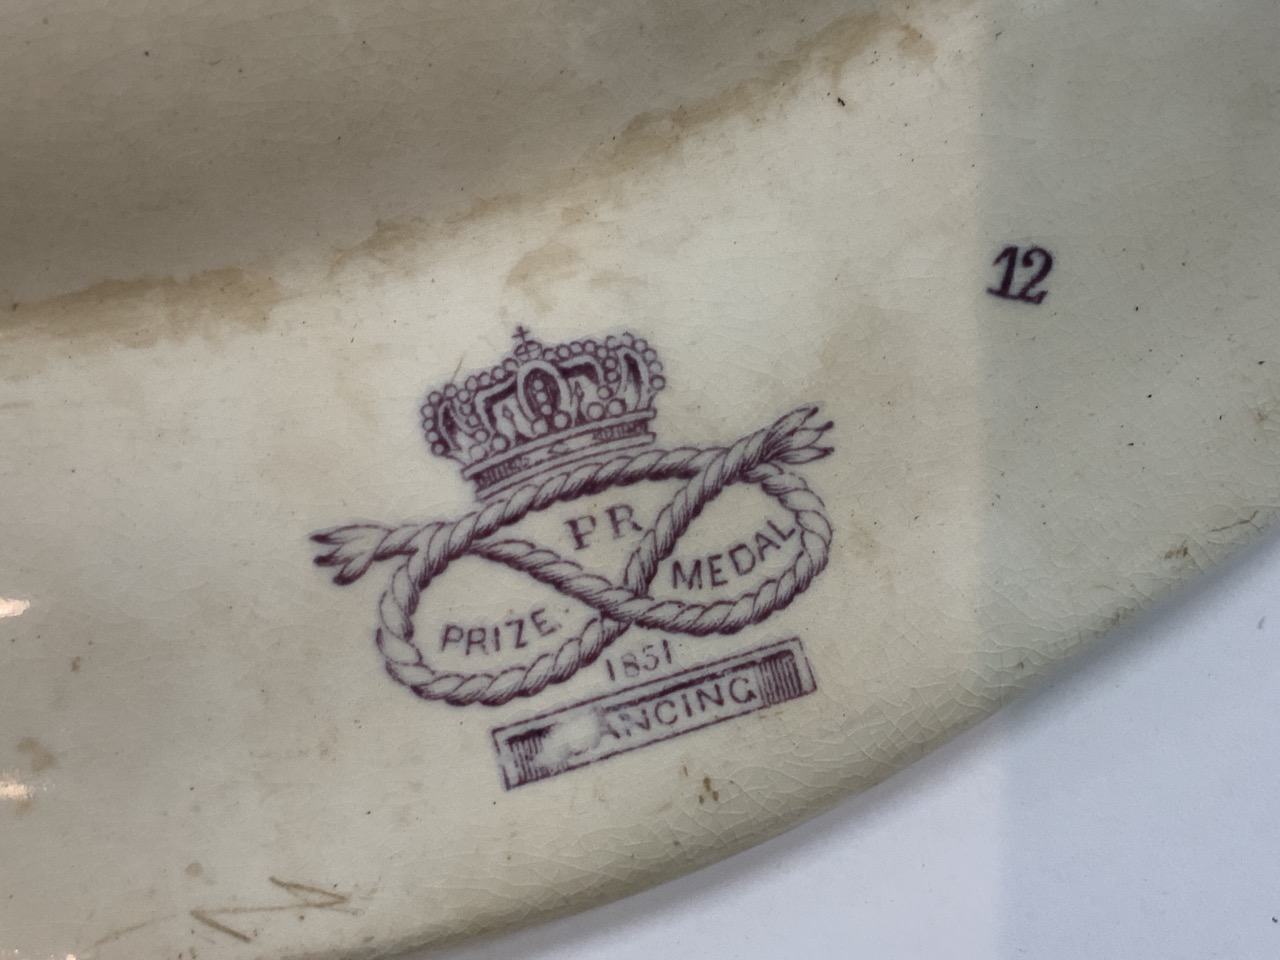 12
PR
PRIZE MEDAL
1851
ANCING